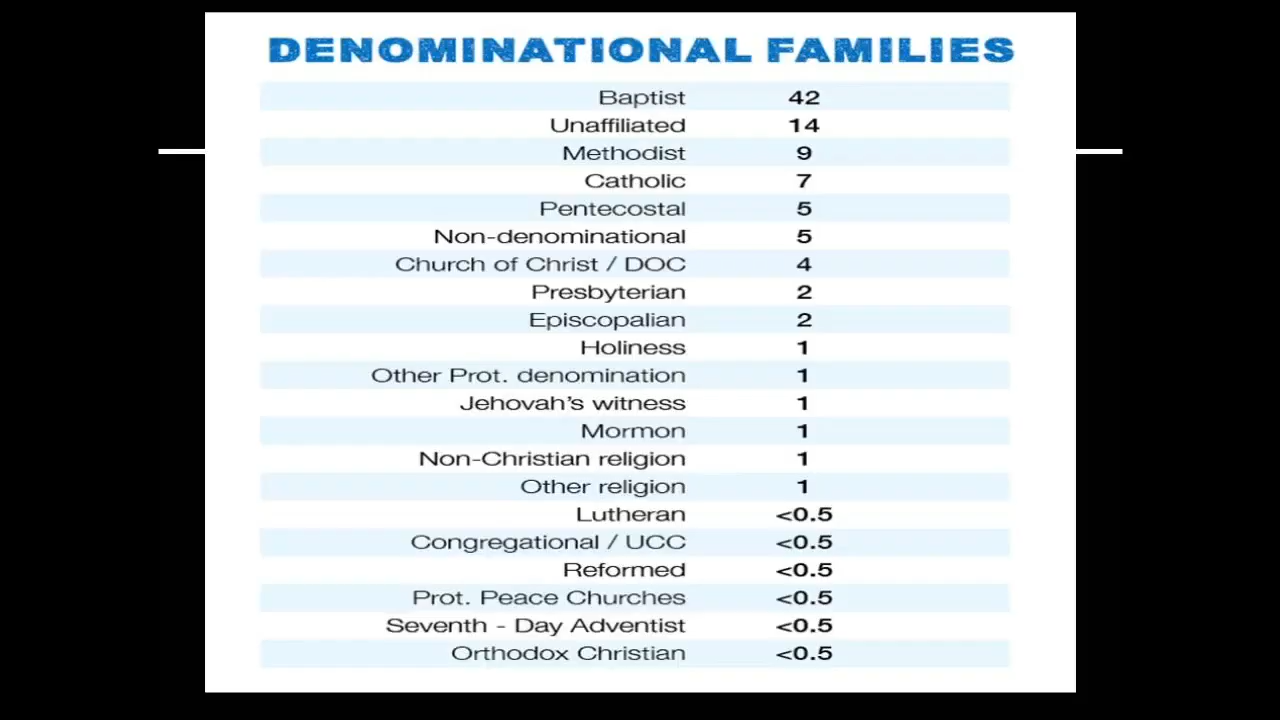 DENOMINATIONAL FAMILIES
Baptist 42
Unaffiliated 14
Methodist 9
Catholic 7
Pentecostal 5
Non-denominational 5
Church of Christ / DOC 4
Presbyterian 2
Episcopalian 2
Holiness 1
Other Prot. denomination 1
Jehovah's witness 1
Mormon 1
Non-Christian religion 1
Other religion 1
Lutheran <0.5
Congregational / UCC <0.5
Reformed <0.5
Prot. Peace Churches <0.5
Seventh - Day Adventist <0.5
Orthodox Christian <0.5